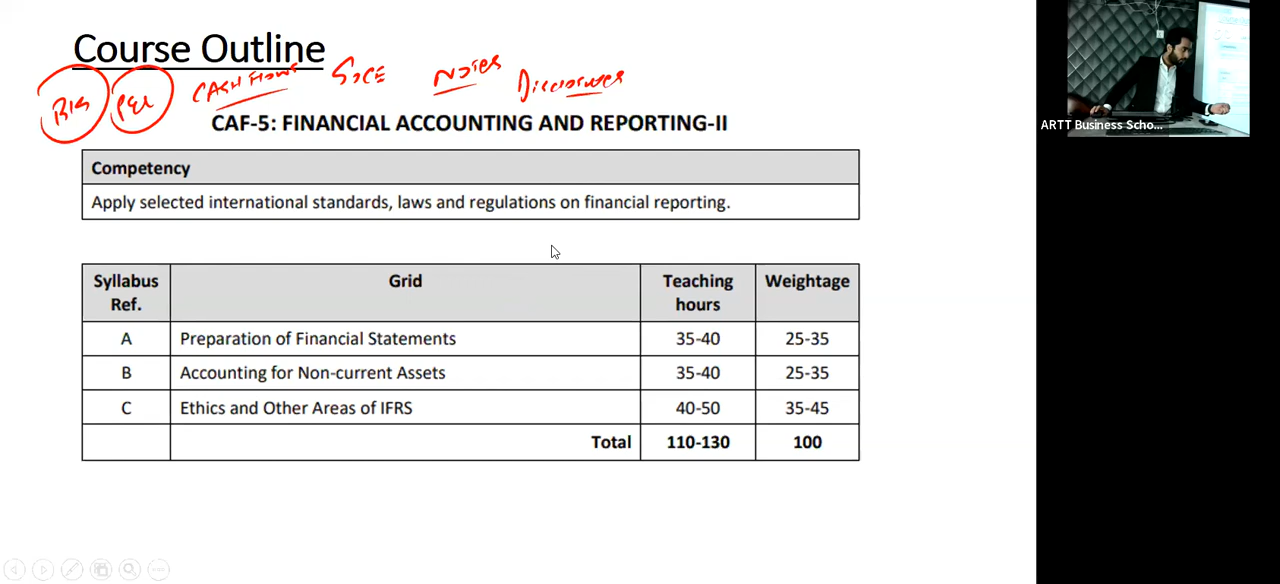 Course Outline
B/S P&L CASH FLOWS SOCE NOTES DISCLOSURES
CAF-5: FINANCIAL ACCOUNTING AND REPORTING-II
Competency
Apply selected international standards, laws and regulations on financial reporting.
Syllabus Ref. Grid Teaching hours Weightage
A Preparation of Financial Statements 35-40 25-35
B Accounting for Non-current Assets 35-40 25-35
C Ethics and Other Areas of IFRS 40-50 35-45
Total 110-130 100
ARTT Business Scho...